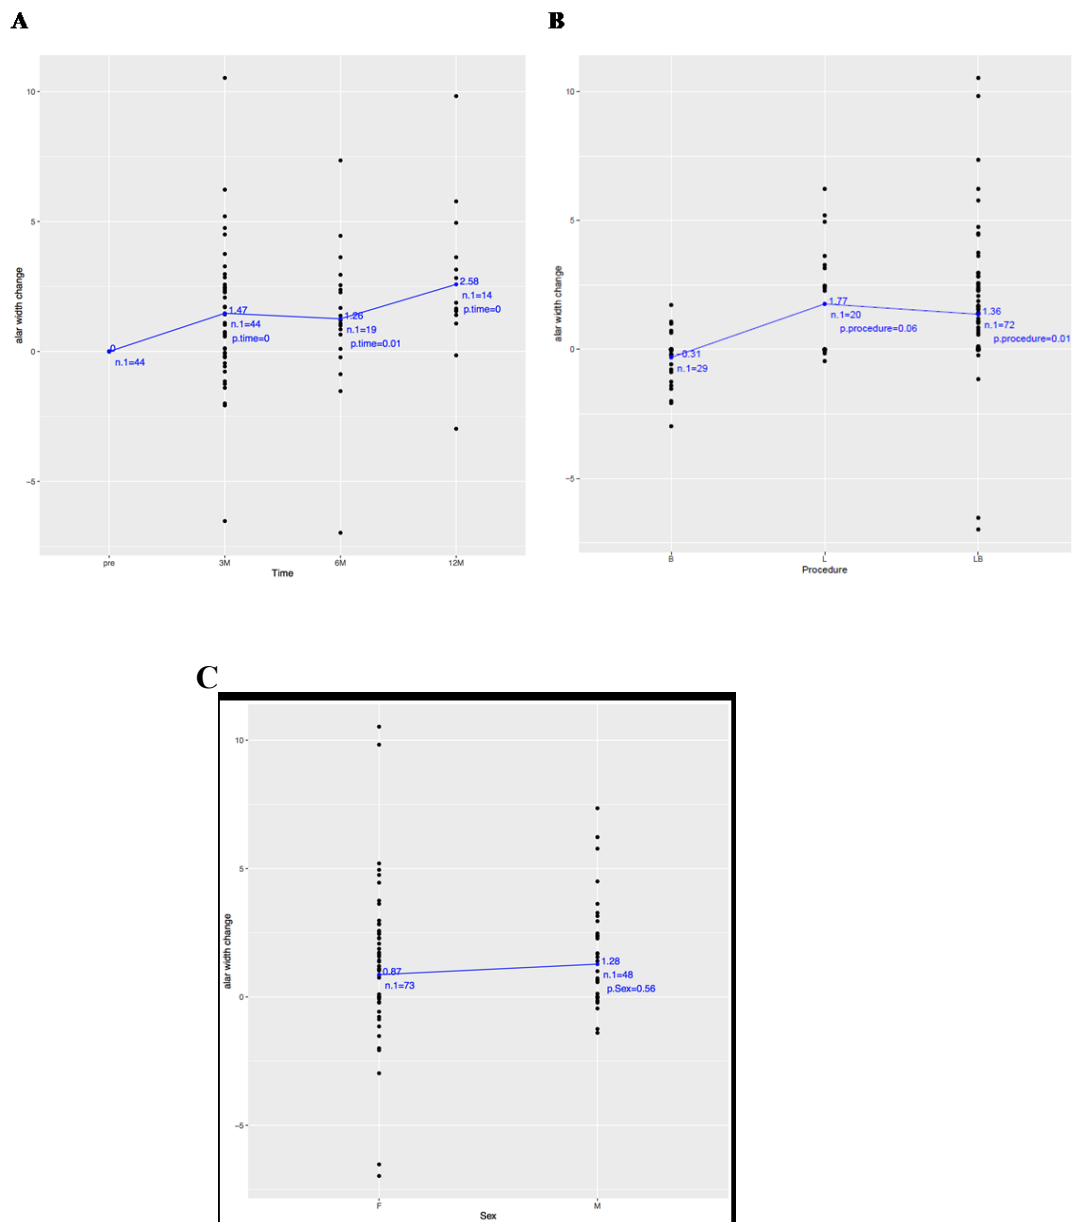 A
B
10
5
0
−5
alar width change
0
n.1=44
1.47
n.1=44
p.time=0
1.26
n.1=19
p.time=0.01
2.58
n.1=14
p.time=0
pre
3M
6M
12M
Time
10
5
0
−5
alar width change
−0.31
n.1=29
1.77
n.1=20
p.procedure=0.06
1.36
n.1=72
p.procedure=0.01
B
L
LB
Procedure
C
10
5
0
−5
alar width change
0.87
n.1=73
1.28
n.1=48
p.Sex=0.56
F
M
Sex